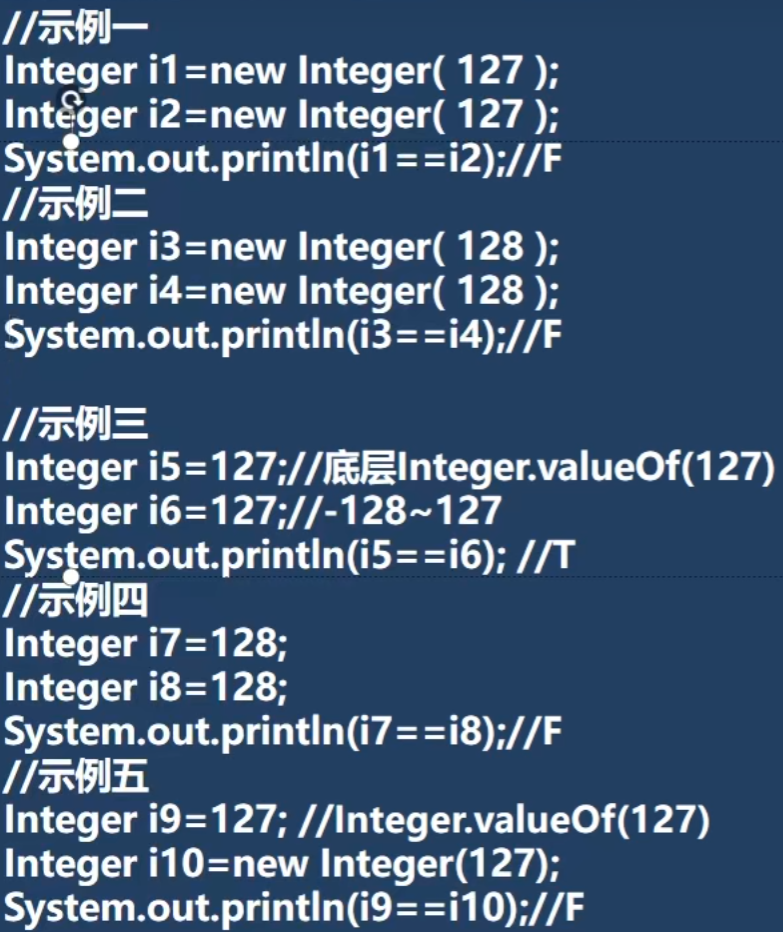 //示例一
Integer i1=new Integer( 127 );
Integer i2=new Integer( 127 );
System.out.println(i1==i2);//F
//示例二
Integer i3=new Integer( 128 );
Integer i4=new Integer( 128 );
System.out.println(i3==i4);//F
//示例三
Integer i5=127;//底层Integer.valueOf(127)
Integer i6=127;//-128~127
System.out.println(i5==i6); //T
//示例四
Integer i7=128;
Integer i8=128;
System.out.println(i7==i8);//F
//示例五
Integer i9=127; //Integer.valueOf(127)
Integer i10=new Integer(127);
System.out.println(i9==i10);//F